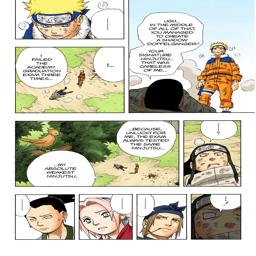 I
FAILED
THE
ACADEMY
GRADUATION
EXAM THREE
TIMES...
UGH...
IN THE MIDDLE
OF ALL OF THAT,
YOU MANAGED
TO CREATE
A SHADOW
DOPPELGANGER?
YOUR
SIGNATURE
NINJUTSU...
THAT WAS
CARELESS
OF ME...
...BECAUSE,
UNLUCKY FOR
ME, THE EXAM
ALWAYS TESTED
THE SAME
NINJUTSU...
...MY
ABSOLUTE
WEAKEST
NINJUTSU.